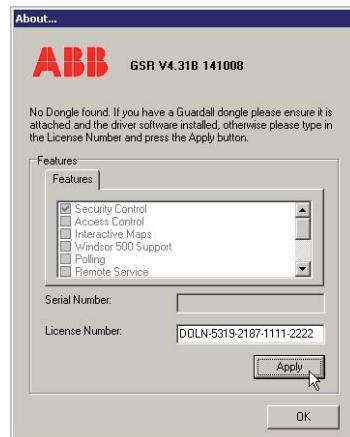 About...
ABB GSR V4.31B 141008
No Dongle found. If you have a Guardall dongle please ensure it is
attached and the driver software installed, otherwise please type in
the License Number and press the Apply button.
Features
Features
Security Control
Access Control
Interactive Maps
Windsor 500 Support
Polling
Remote Service
Serial Number:
License Number: DOLN-5319-2187-1111-2222
Apply
OK